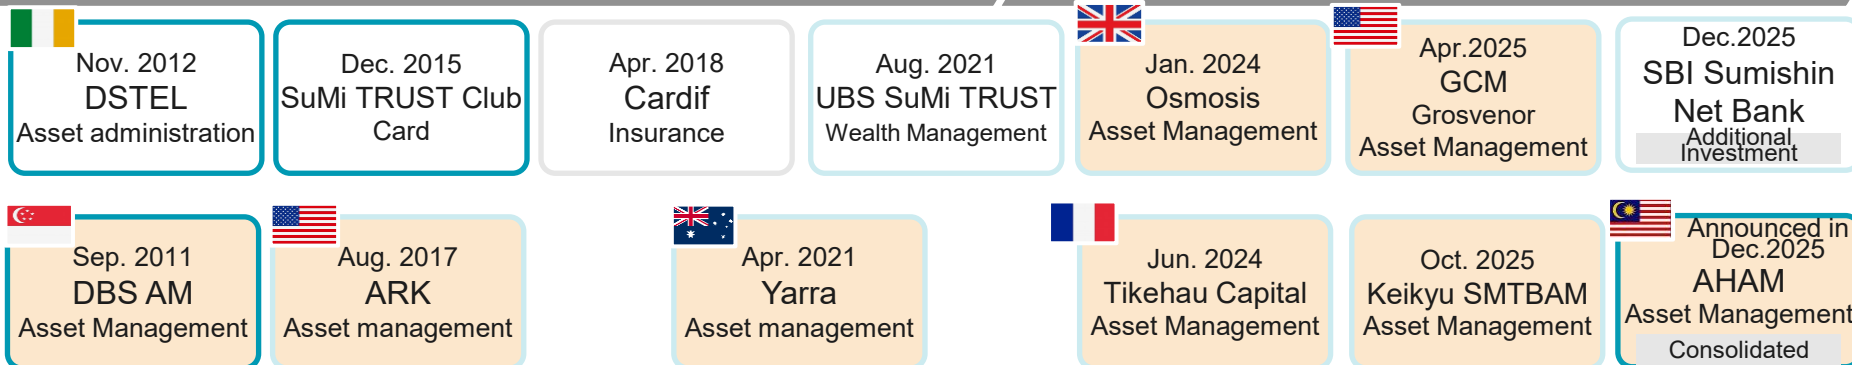 Nov. 2012
DSTEL
Asset administration
Dec. 2015
SuMi TRUST Club
Card
Apr. 2018
Cardif
Insurance
Aug. 2021
UBS SuMi TRUST
Wealth Management
Jan. 2024
Osmosis
Asset Management
Apr.2025
GCM
Grosvenor
Asset Management
Dec.2025
SBI Sumishin
Net Bank
Additional
Investment
Sep. 2011
DBS AM
Asset Management
Aug. 2017
ARK
Asset management
Apr. 2021
Yarra
Asset management
Jun. 2024
Tikehau Capital
Asset Management
Oct. 2025
Keikyu SMTBAM
Asset Management
Announced in
Dec.2025
AHAM
Asset Management
Consolidated